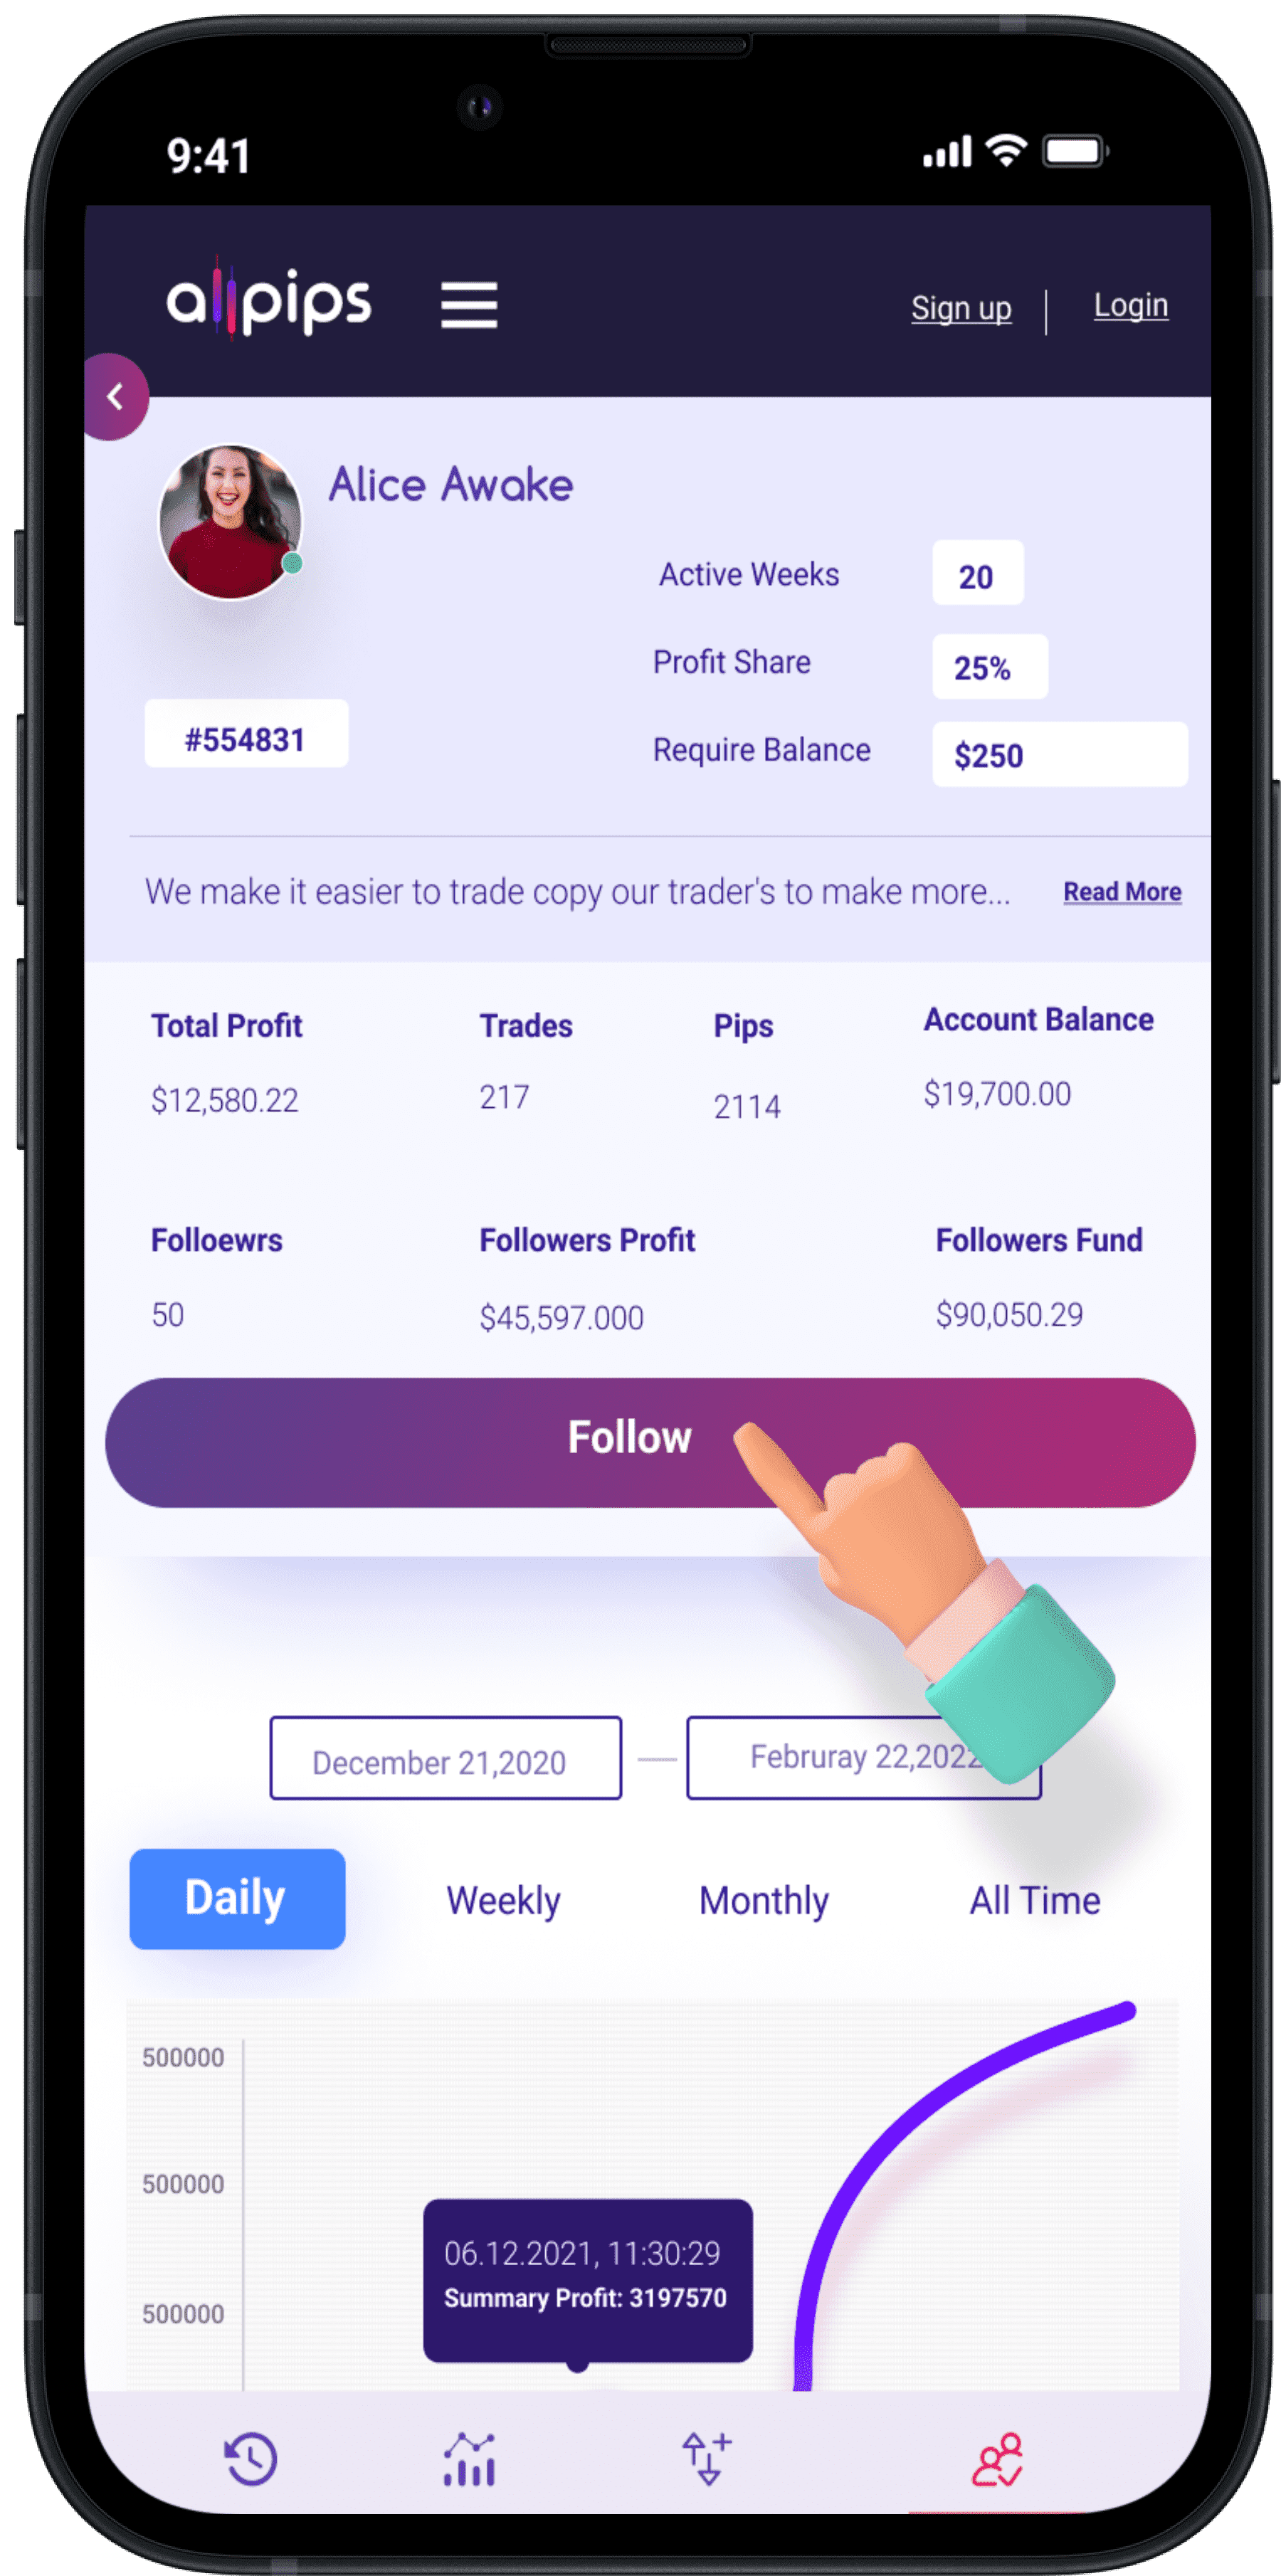 9:41
allpips
Sign up
Login
Alice Awake
Active Weeks 20
Profit Share 25%
#554831
Require Balance $250
We make it easier to trade copy our trader's to make more... Read More
Total Profit Trades Pips Account Balance
$12,580.22 217 2114 $19,700.00
Folloewrs Followers Profit Followers Fund
50 $45,597.000 $90,050.29
Follow
December 21,2020 — Februray 22,2022
Daily Weekly Monthly All Time
500000
500000
06.12.2021, 11:30:29
Summary Profit: 3197570
500000